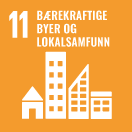 11 BÆREKRAFTIGE
BYER OG
LOKALSAMFUNN